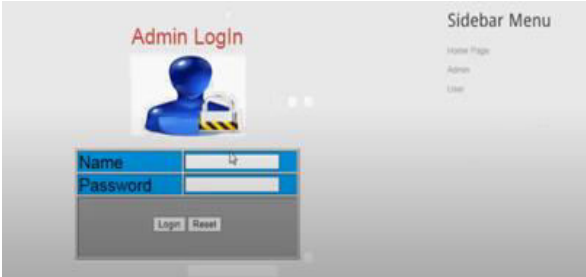 Admin LogIn
Name
Password
Login Reset
Sidebar Menu
Home Page
Admin
User